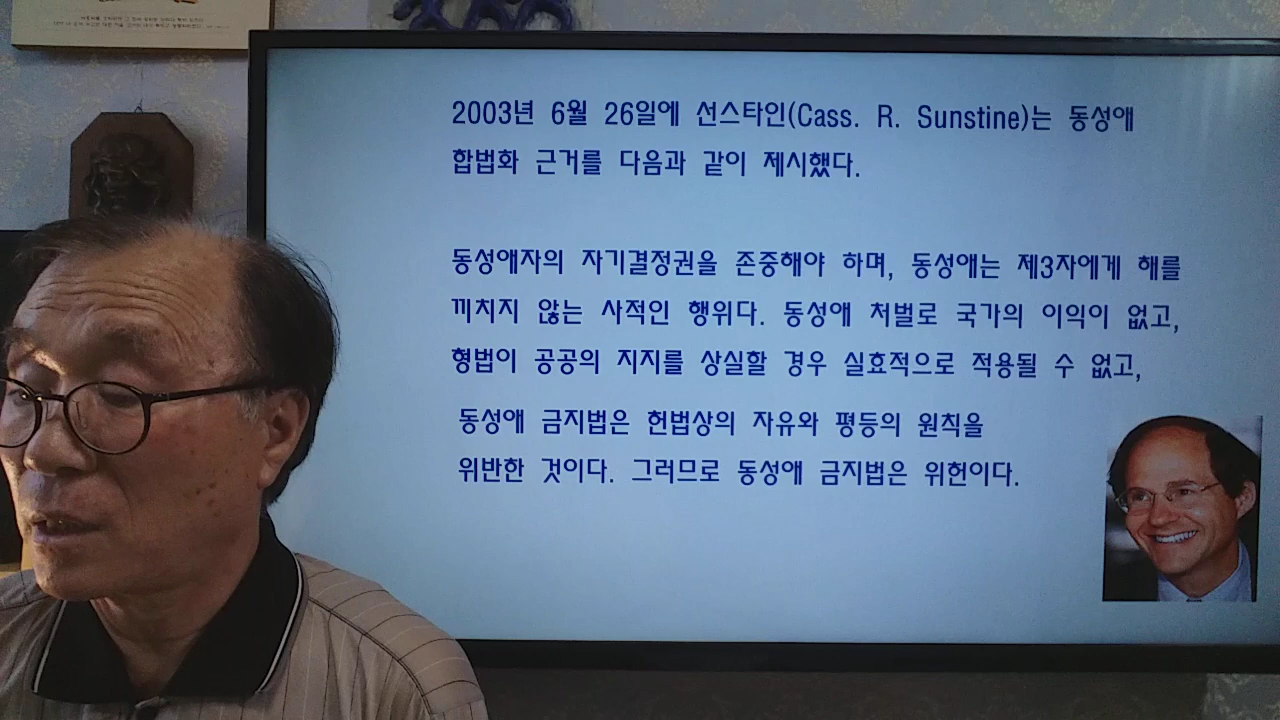 2003년 6월 26일에 선스타인(Cass. R. Sunstine)는 동성애
합법화 근거를 다음과 같이 제시했다.
동성애자의 자기결정권을 존중해야 하며, 동성애는 제3자에게 해를
끼치지 않는 사적인 행위다. 동성애 처벌로 국가의 이익이 없고,
형법이 공공의 지지를 상실할 경우 실효적으로 적용될 수 없고,
동성애 금지법은 헌법상의 자유와 평등의 원칙을
위반한 것이다. 그러므로 동성애 금지법은 위헌이다.